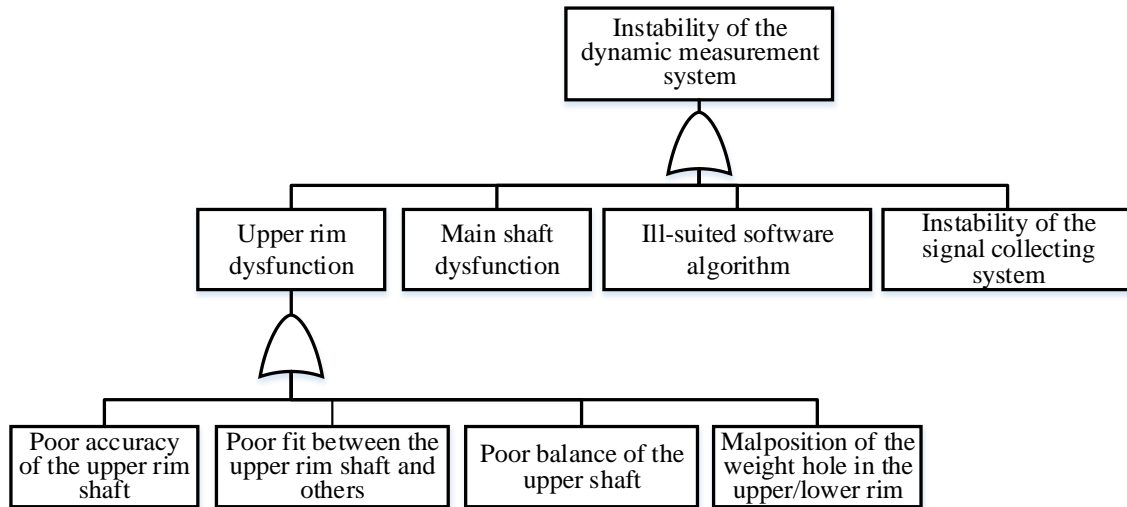 Instability of the
dynamic measurement
system
Upper rim
dysfunction
Main shaft
dysfunction
Ill-suited software
algorithm
Instability of the
signal collecting
system
Poor accuracy
of the upper rim
shaft
Poor fit between the
upper rim shaft and
others
Poor balance of the
upper shaft
Malposition of the
weight hole in the
upper/lower rim